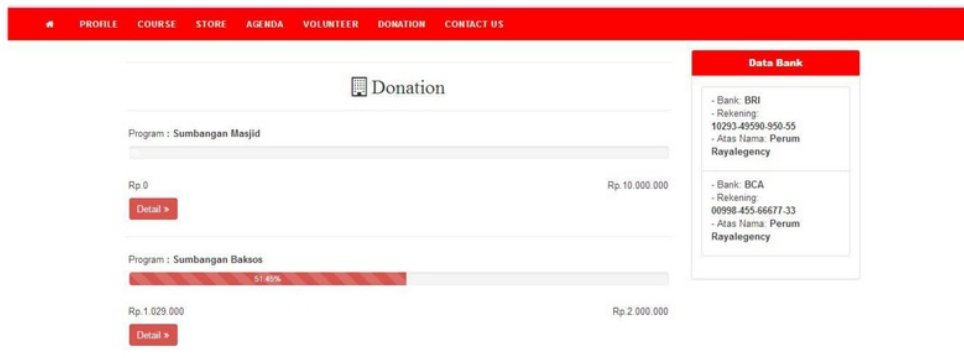 PROFILE COURSE STORE AGENDA VOLUNTEER DONATION CONTACT US
Donation
Program : Sumbangan Masjid
Rp.0 Rp.10.000.000
Detail »
Program : Sumbangan Baksos
51.45%
Rp.1.029.000 Rp.2.000.000
Detail »
Data Bank
- Bank: BRI
- Rekening:
10293-49590-950-55
- Atas Nama: Perum
Rayalegency
- Bank: BCA
- Rekening:
00998-455-66677-33
- Atas Nama: Perum
Rayalegency